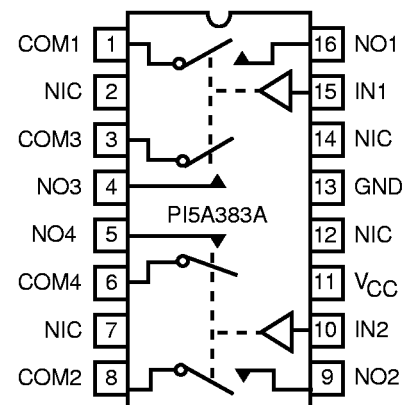 COM1 1 16 NO1
NIC 2 15 IN1
COM3 3 14 NIC
NO3 4 13 GND
PI5A383A
NO4 5 12 NIC
COM4 6 11 VCC
NIC 7 10 IN2
COM2 8 9 NO2